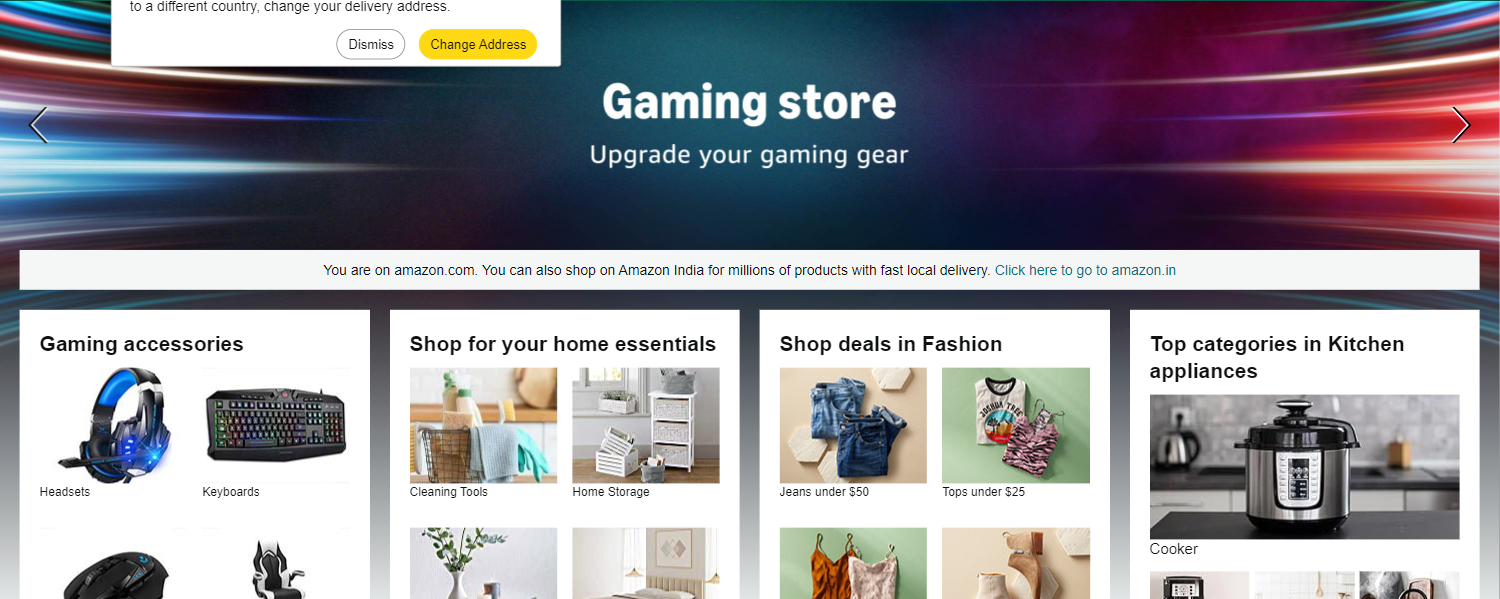 to a different country, change your delivery address.
Dismiss
Change Address
Gaming store
Upgrade your gaming gear
You are on amazon.com. You can also shop on Amazon India for millions of products with fast local delivery. Click here to go to amazon.in
Gaming accessories
Headsets
Keyboards
Shop for your home essentials
Cleaning Tools
Home Storage
Shop deals in Fashion
JOSHUA TREE
Jeans under $50
Tops under $25
Top categories in Kitchen
appliances
Cooker